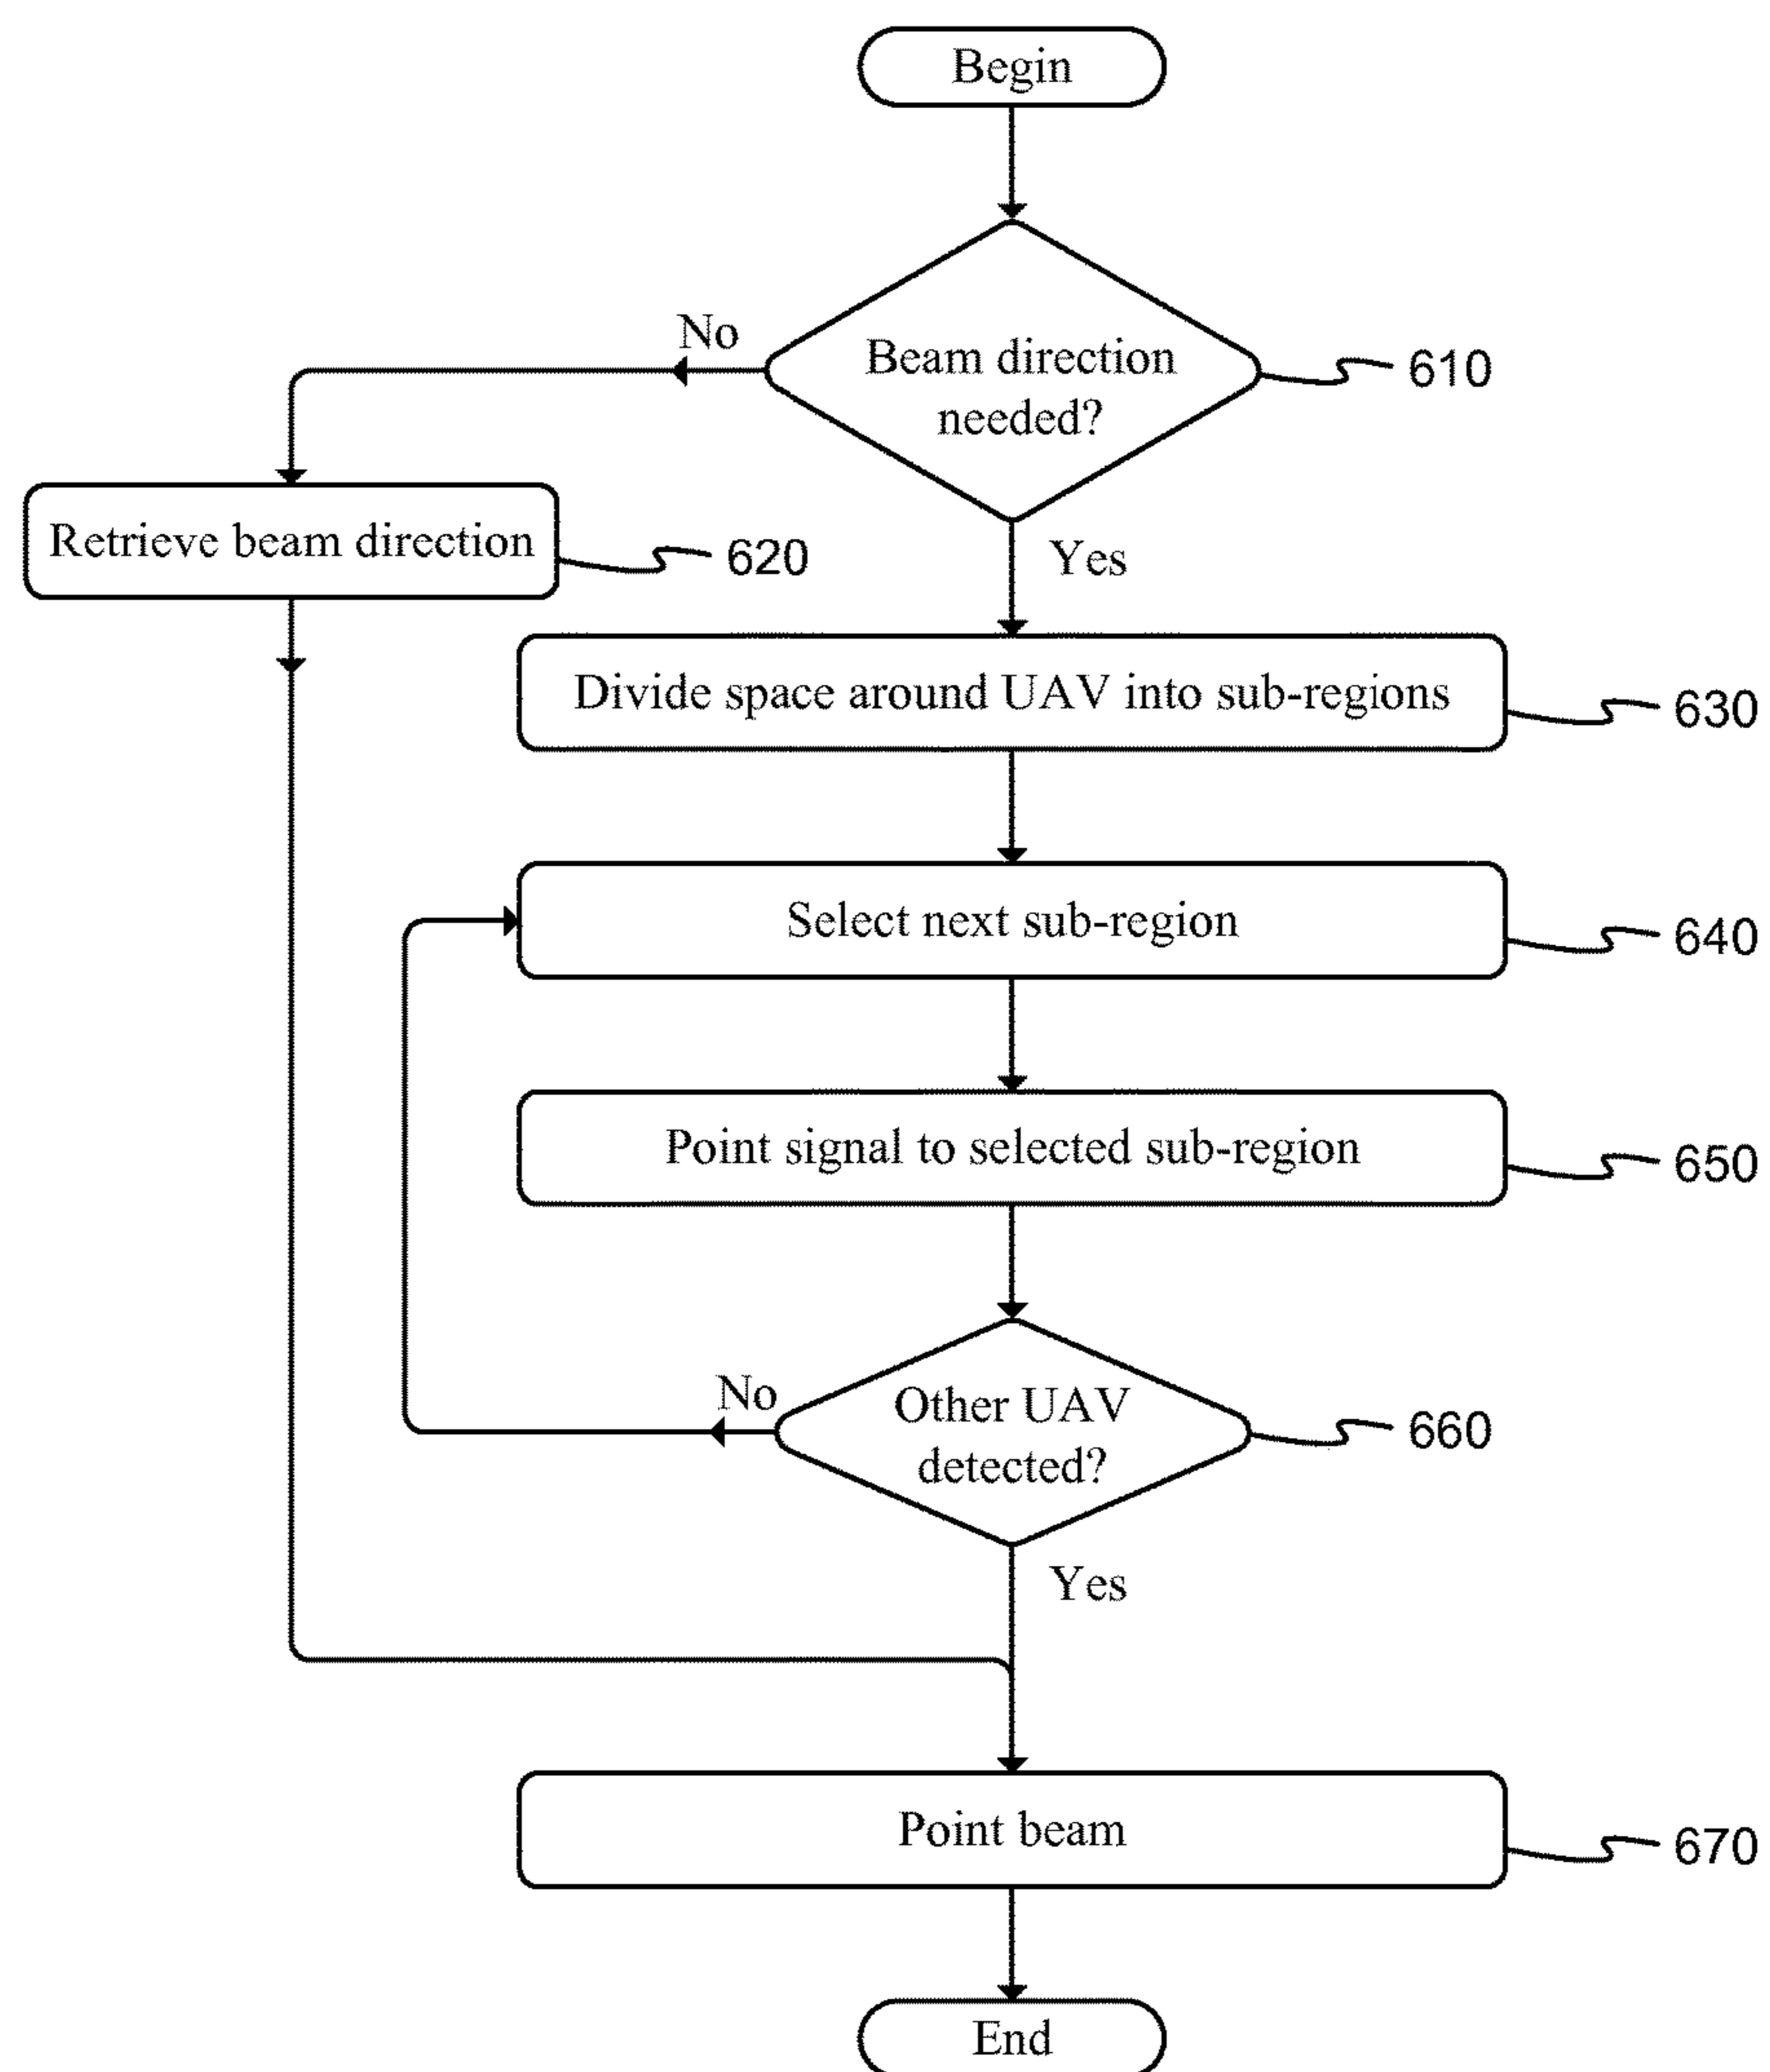 Begin
No
Beam direction
needed?
610
Retrieve beam direction
620
Yes
Divide space around UAV into sub-regions
630
Select next sub-region
640
Point signal to selected sub-region
650
No
Other UAV
detected?
660
Yes
Point beam
670
End